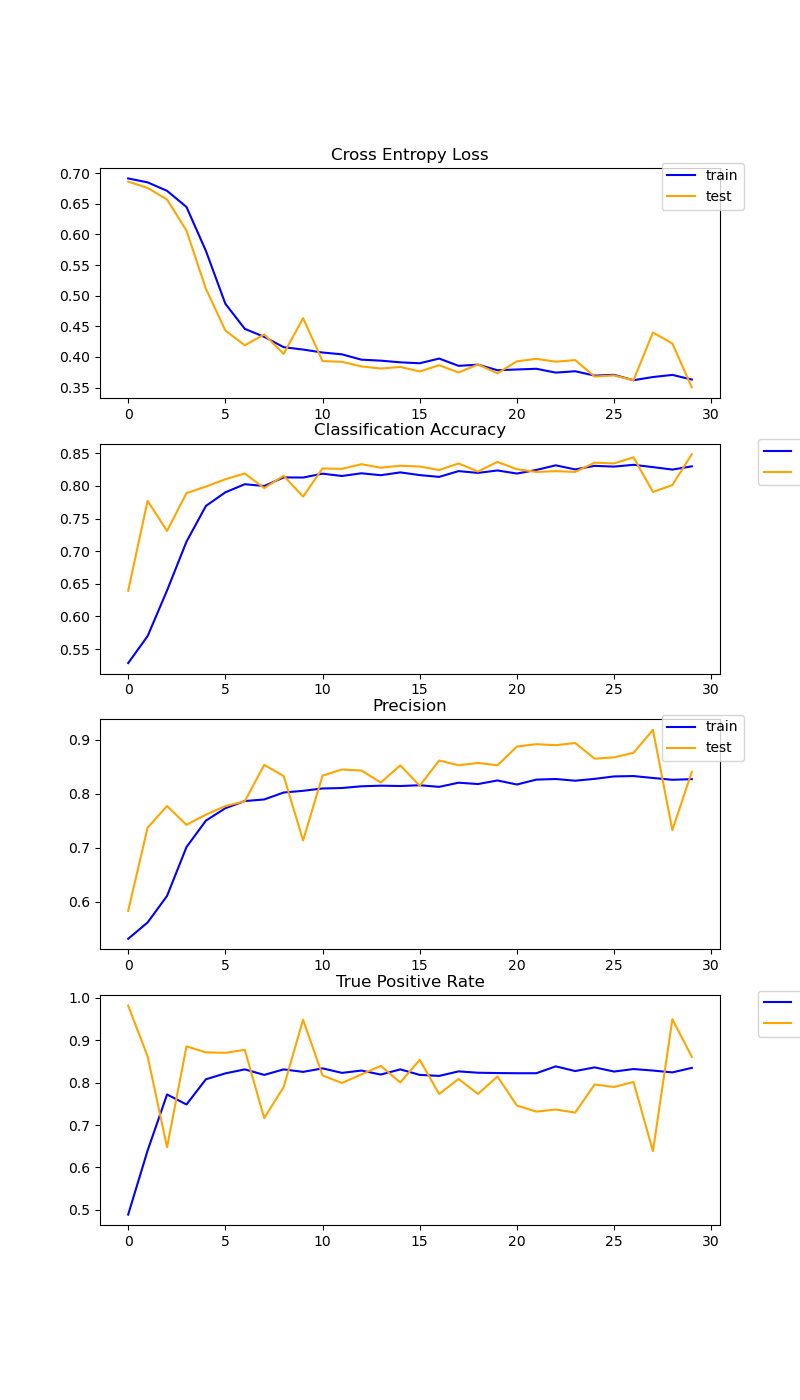 Cross Entropy Loss
0.70
0.65
0.60
0.55
0.50
0.45
0.40
0.35
train
test
0 5 10 15 20 25 30
Classification Accuracy
0.85
0.80
0.75
0.70
0.65
0.60
0.55
0 5 10 15 20 25 30
Precision
0.9
0.8
0.7
0.6
train
test
0 5 10 15 20 25 30
True Positive Rate
1.0
0.9
0.8
0.7
0.6
0.5
0 5 10 15 20 25 30